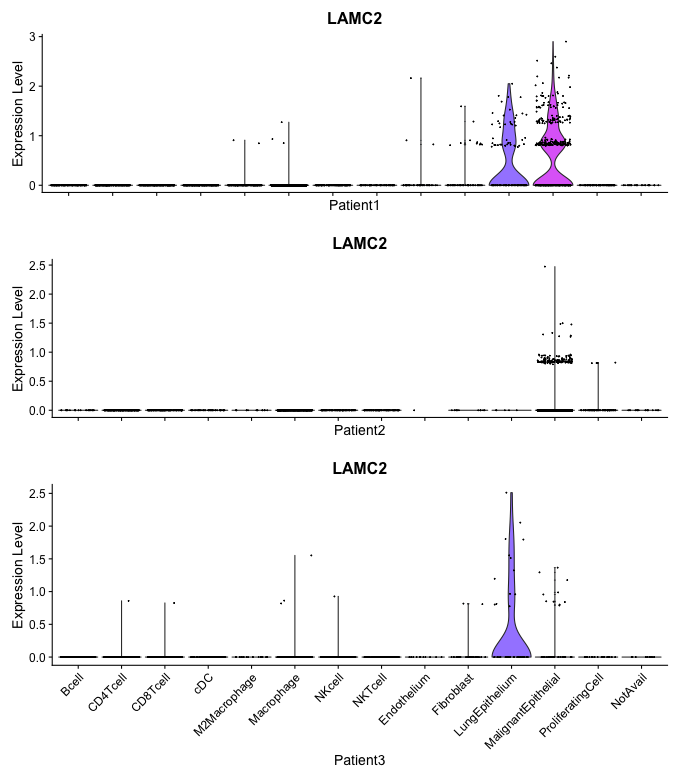 LAMC2
3
2
1
0
Expression Level
Patient1
LAMC2
2.5
2.0
1.5
1.0
0.5
0.0
Expression Level
Patient2
LAMC2
2.5
2.0
1.5
1.0
0.5
0.0
Expression Level
Bcell
CD4Tcell
CD8Tcell
cDC
M2Macrophage
Macrophage
NKcell
NKTcell
Endothelium
Fibroblast
LungEpithelium
MalignantEpithelial
ProliferatingCell
NotAvail
Patient3